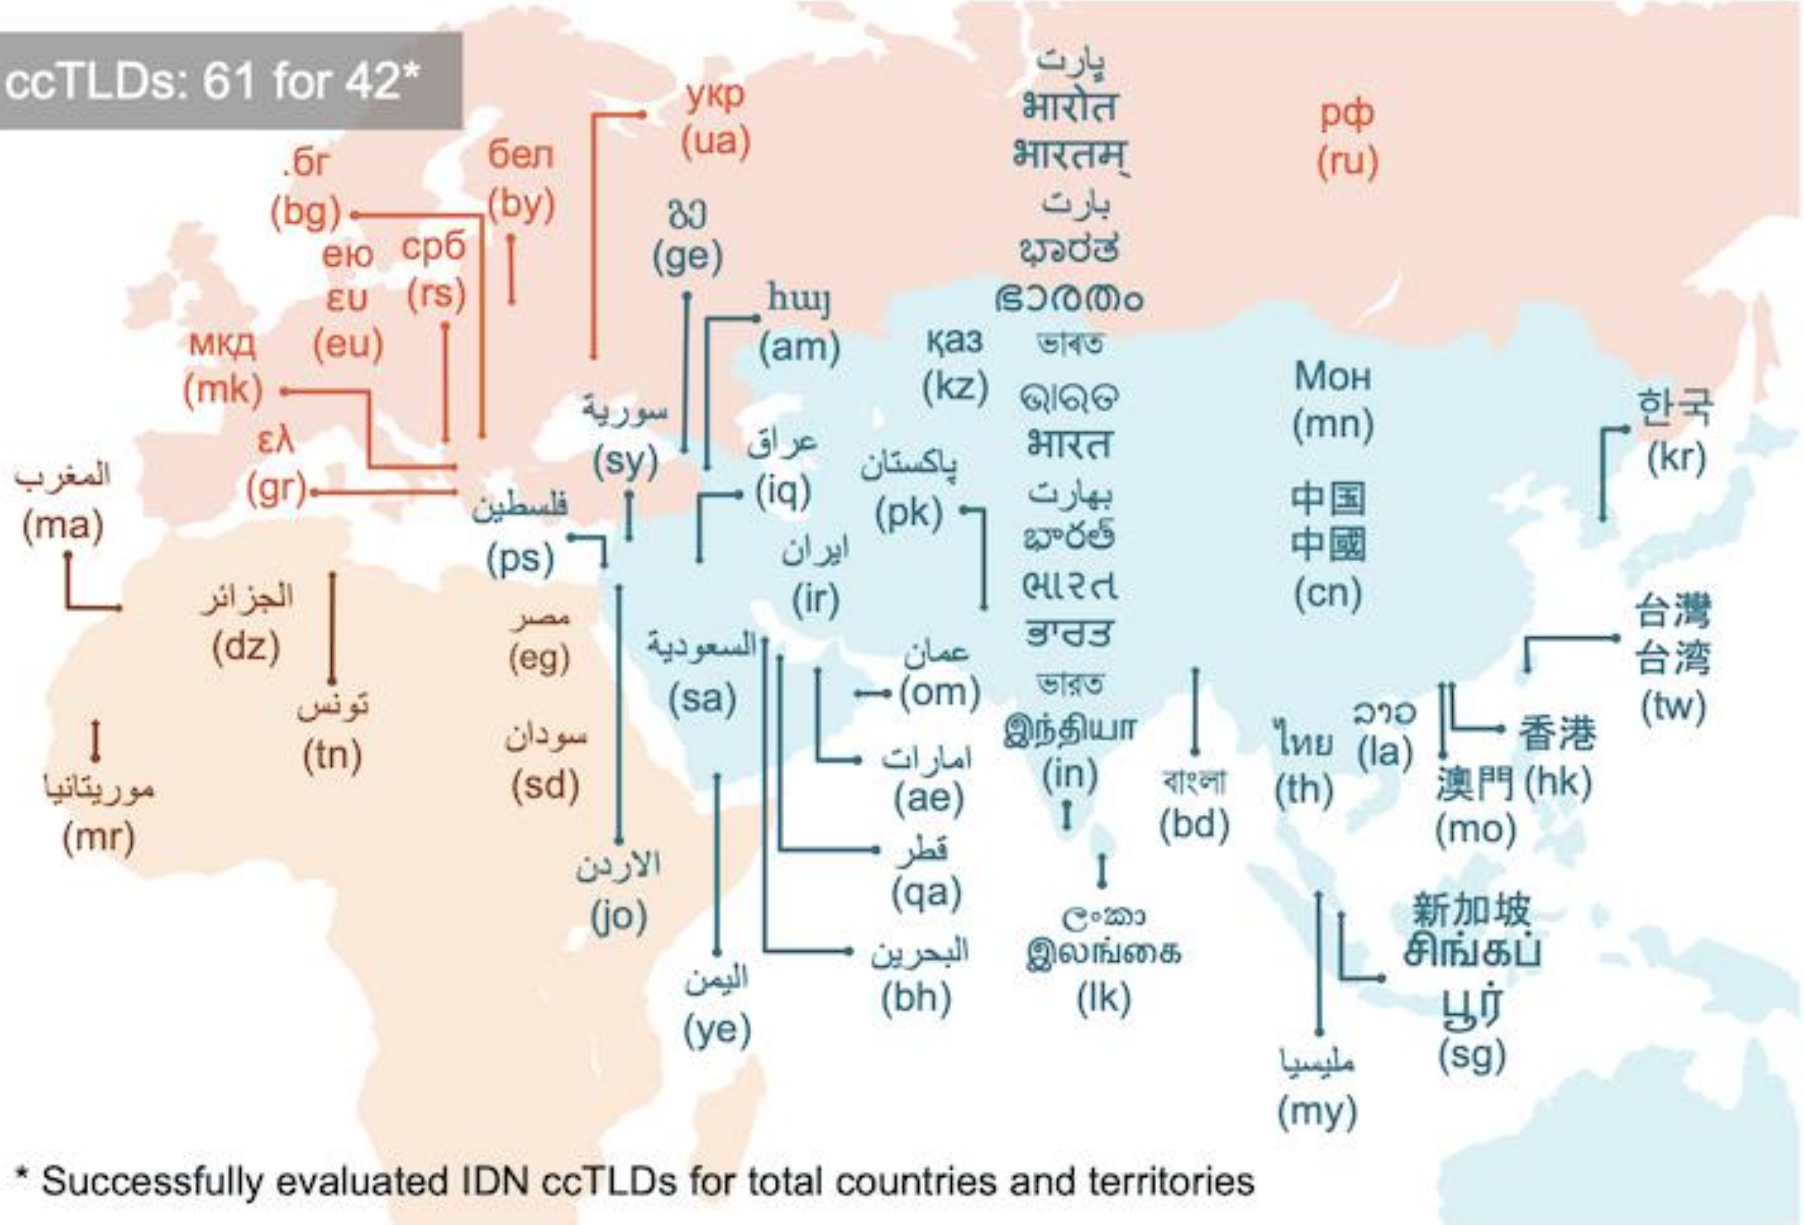 ccTLDs: 61 for 42*
укр
(ua)
.бг
(bg)
бел
(by)
ею
ευ
(eu)
срб
(rs)
мкд
(mk)
ελ
(gr)
рф
(ru)
გე
(ge)
հայ
(am)
қаз
(kz)
سورية
(sy)
عراق
(iq)
فلسطين
(ps)
ایران
(ir)
پاکستان
(pk)
المغرب
(ma)
الجزائر
(dz)
تونس
(tn)
مصر
(eg)
سودان
(sd)
موريتانيا
(mr)
السعودية
(sa)
عمان
(om)
امارات
(ae)
قطر
(qa)
البحرين
(bh)
الاردن
(jo)
اليمن
(ye)
ڀارت
भारोत
भारतम्
بارت
ಭಾರತ
ഭാരതം
ভাৰত
ଭାରତ
भारत
بھارت
భారత్
ભારત
ਭਾਰਤ
ভারত
இந்தியா
(in)
ලංකා
இலங்கை
(lk)
Мон
(mn)
中国
中國
(cn)
한국
(kr)
台灣
台湾
(tw)
香港
(hk)
澳門
(mo)
ລາວ
(la)
ไทย
(th)
বাংলা
(bd)
新加坡
சிங்கப்
பூர்
(sg)
مليسيا
(my)
* Successfully evaluated IDN ccTLDs for total countries and territories